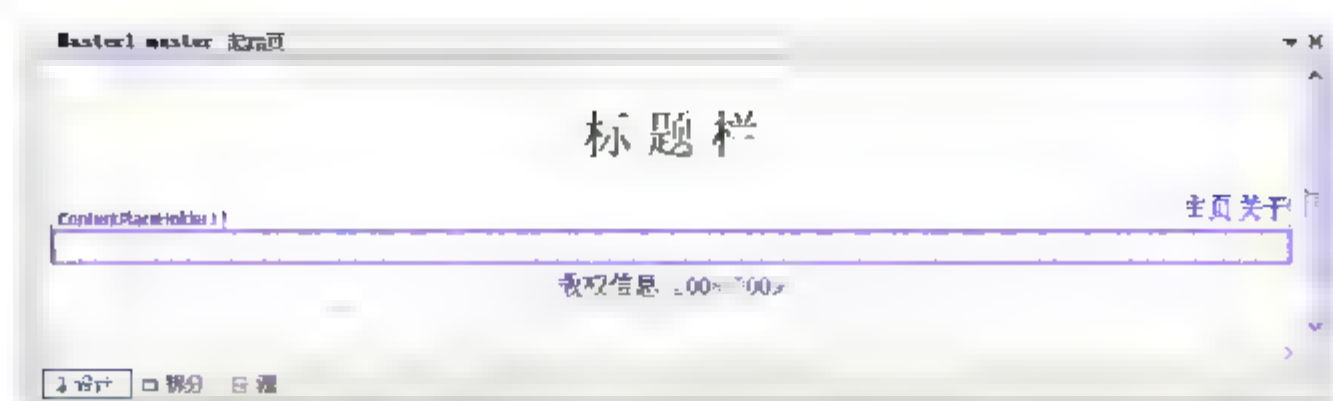 Master1 master 起始页
标题栏
主页 关于
ContentPlaceHolder1
版权信息
设计 拆分 源